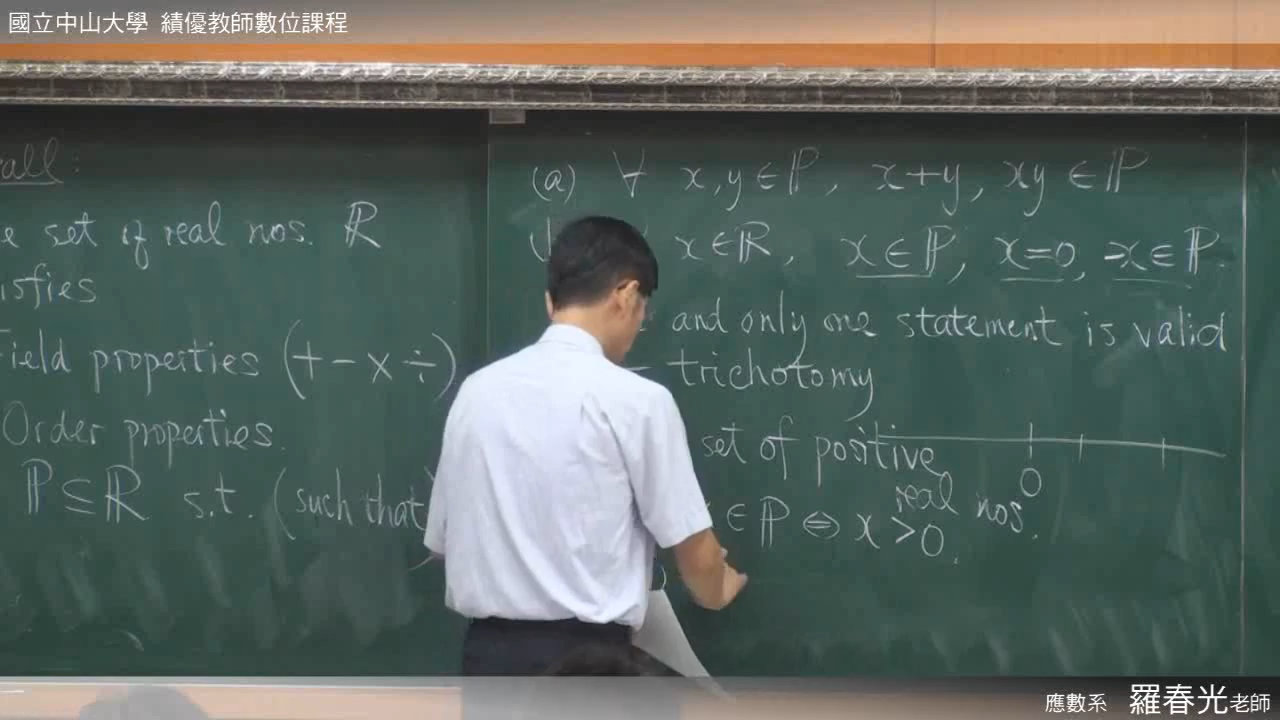 國立中山大學 績優教師數位課程
all:
set of real nos. ℝ
isfies
Field properties (+ − × ÷)
Order properties.
ℙ ⊆ ℝ s.t. (such that
(a) ∀ x, y ∈ ℙ, x+y, xy ∈ ℙ
x ∈ ℝ, x ∈ ℙ, x=0, -x ∈ ℙ.
and only one statement is valid
— trichotomy
set of positive
real nos.
0
∈ ℙ ⇔ x > 0.
應數系 羅春光老師